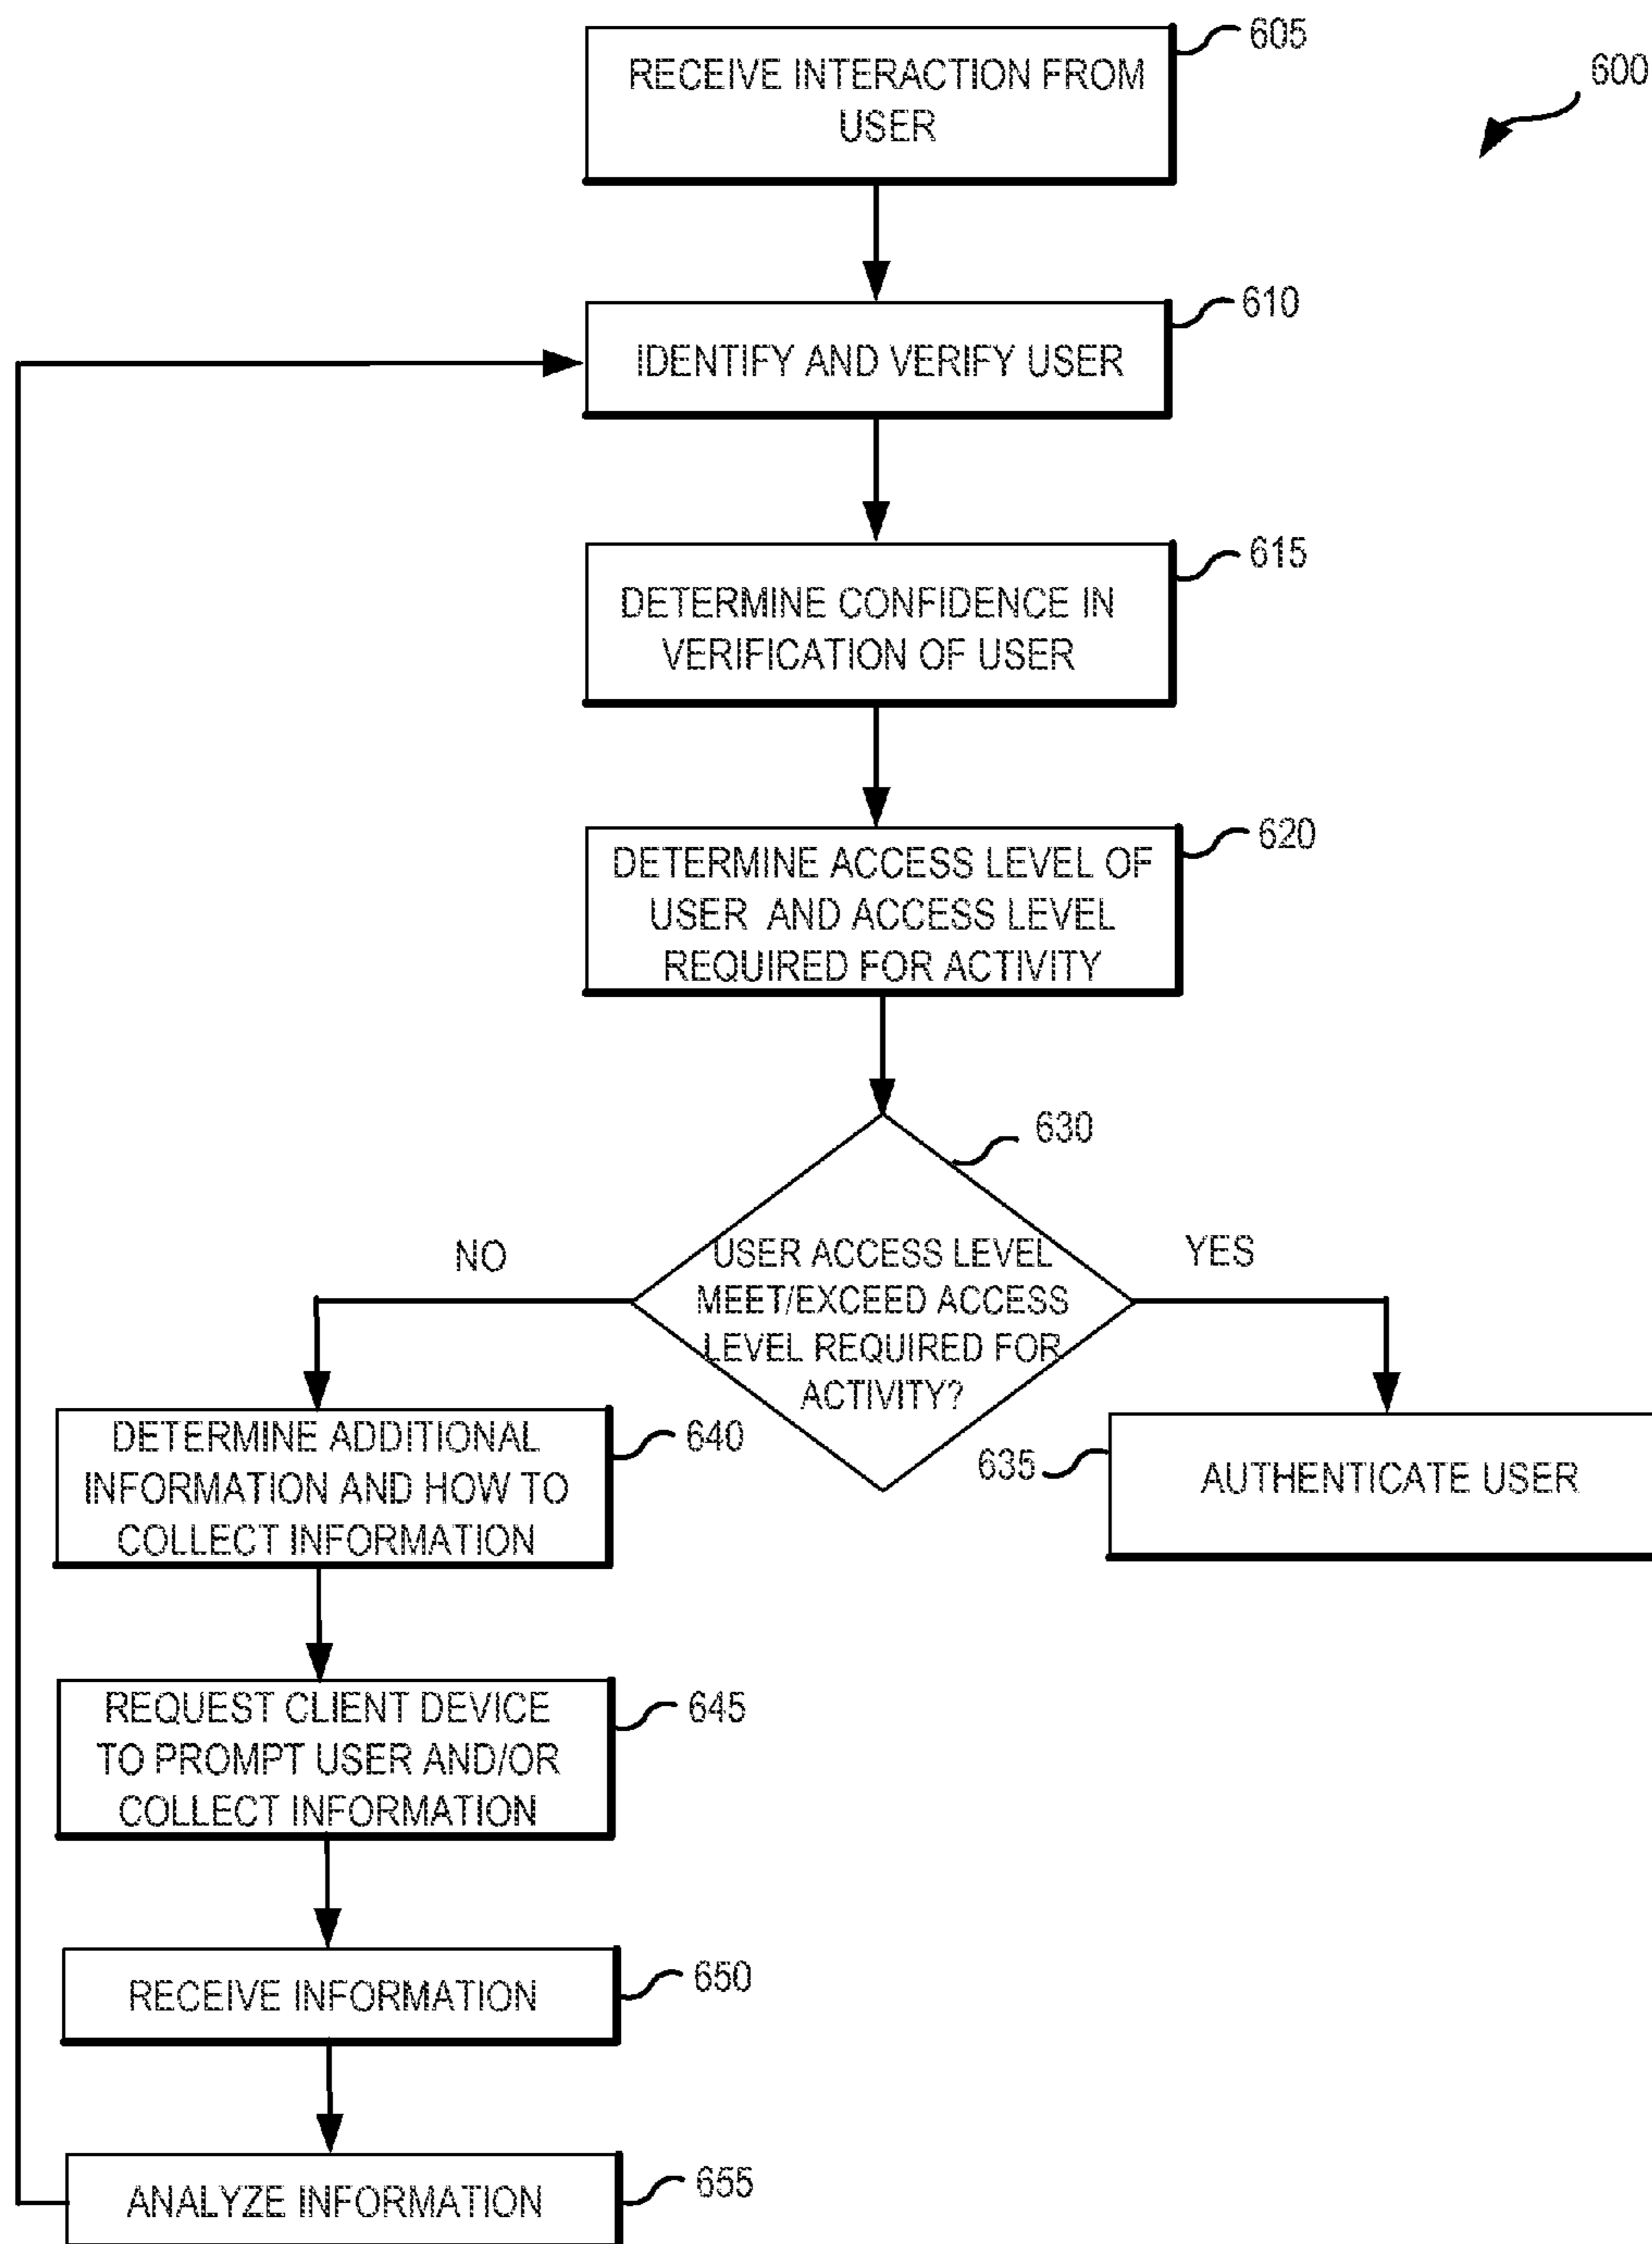 605
RECEIVE INTERACTION FROM
USER
600
610
IDENTIFY AND VERIFY USER
615
DETERMINE CONFIDENCE IN
VERIFICATION OF USER
620
DETERMINE ACCESS LEVEL OF
USER AND ACCESS LEVEL
REQUIRED FOR ACTIVITY
630
NO
YES
USER ACCESS LEVEL
MEET/EXCEED ACCESS
LEVEL REQUIRED FOR
ACTIVITY?
640
DETERMINE ADDITIONAL
INFORMATION AND HOW TO
COLLECT INFORMATION
635
AUTHENTICATE USER
645
REQUEST CLIENT DEVICE
TO PROMPT USER AND/OR
COLLECT INFORMATION
650
RECEIVE INFORMATION
655
ANALYZE INFORMATION